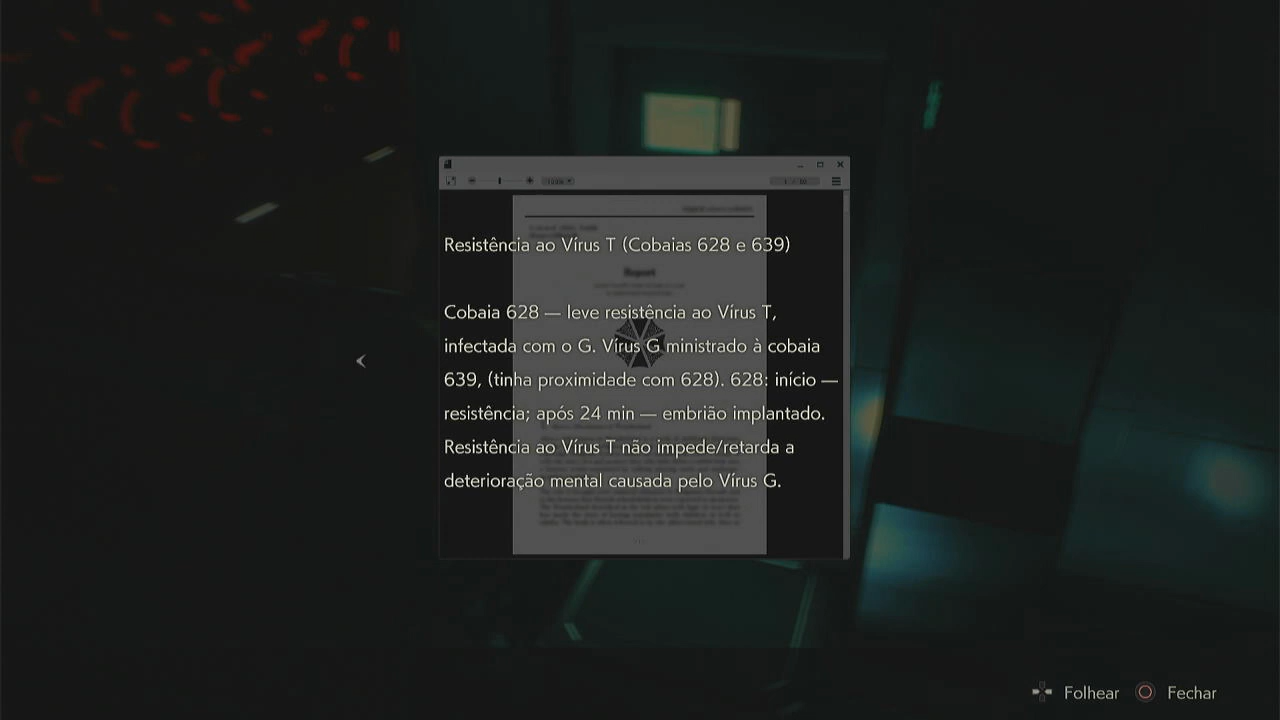 Resistência ao Vírus T (Cobaias 628 e 639)
Cobaia 628 — leve resistência ao Vírus T,
infectada com o G. Vírus G ministrado à cobaia
639, (tinha proximidade com 628). 628: início —
resistência; após 24 min — embrião implantado.
Resistência ao Vírus T não impede/retarda a
deterioração mental causada pelo Vírus G.
Report
Folhear
Fechar